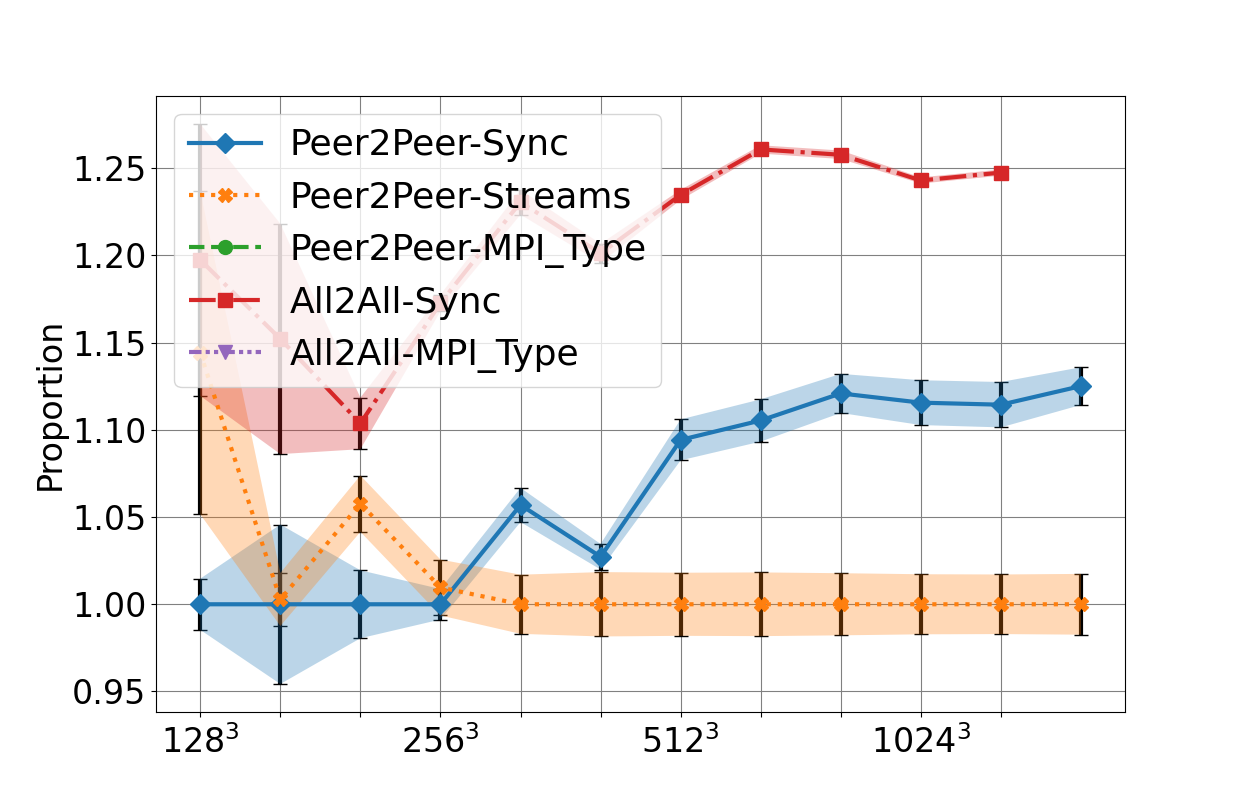 Peer2Peer-Sync
Peer2Peer-Streams
Peer2Peer-MPI_Type
All2All-Sync
All2All-MPI_Type
Proportion
1.25
1.20
1.15
1.10
1.05
1.00
0.95
128³ 256³ 512³ 1024³